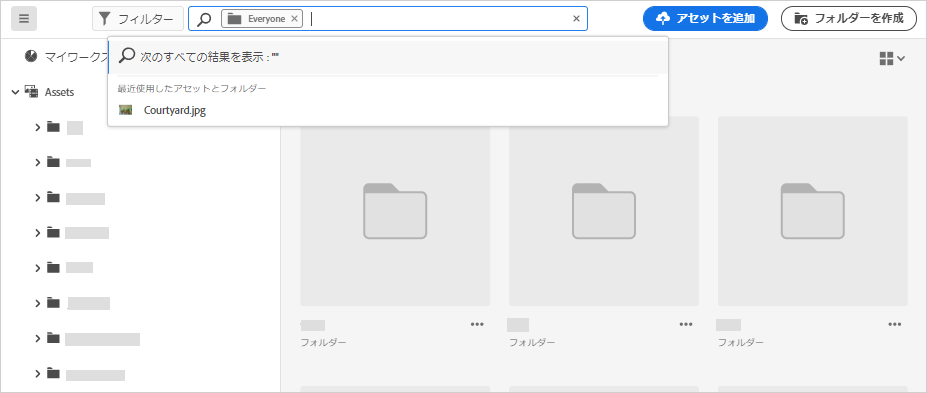 フィルター
Everyone
アセットを追加
フォルダーを作成
マイワークス
次のすべての結果を表示 : ""
最近使用したアセットとフォルダー
Courtyard.jpg
Assets
フォルダー
フォルダー
フォルダー